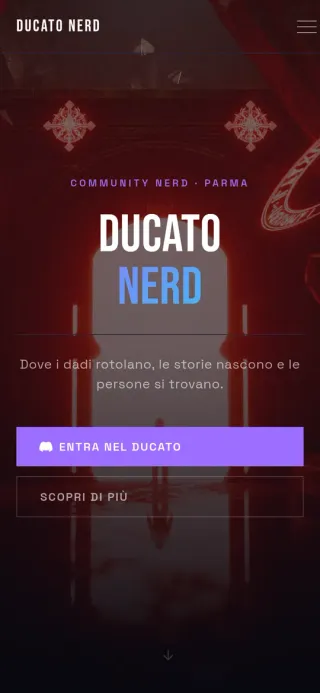 DUCATO NERD
COMMUNITY NERD · PARMA
DUCATO
NERD
Dove i dadi rotolano, le storie nascono e le
persone si trovano.
ENTRA NEL DUCATO
SCOPRI DI PIÙ